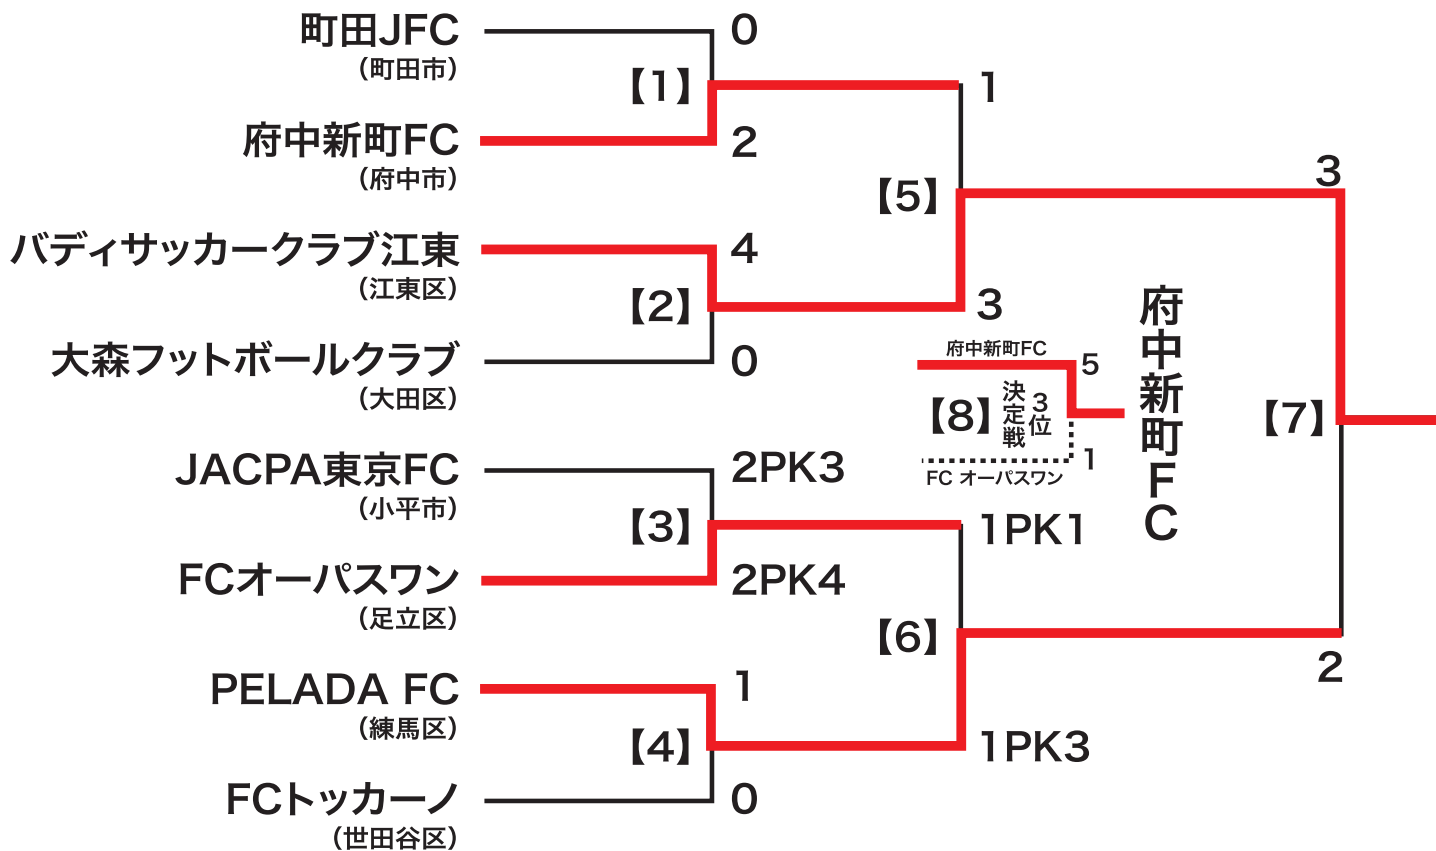 町田JFC
（町田市）
0
【1】
1
府中新町FC
（府中市）
2
【5】
3
バディサッカークラブ江東
（江東区）
4
【2】
3
大森フットボールクラブ
（大田区）
0
府中新町FC
5
【8】
3位
決定戦
1
FC オーパスワン
府中新町FC
【7】
JACPA東京FC
（小平市）
2PK3
【3】
1PK1
FCオーパスワン
（足立区）
2PK4
【6】
2
PELADA FC
（練馬区）
1
【4】
1PK3
FCトッカーノ
（世田谷区）
0